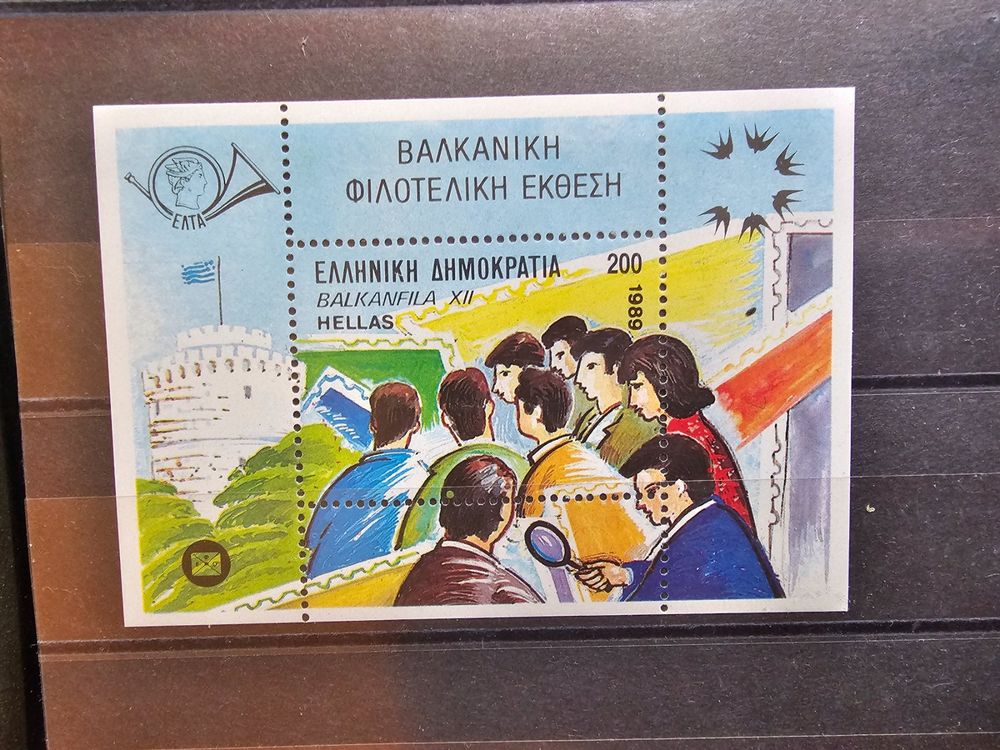 ΒΑΛΚΑΝΙΚΗ
ΦΙΛΟΤΕΛΙΚΗ ΕΚΘΕΣΗ
ΕΛΤΑ
ΕΛΛΗΝΙΚΗ ΔΗΜΟΚΡΑΤΙΑ 200
BALKANFILA XII
HELLAS
1989